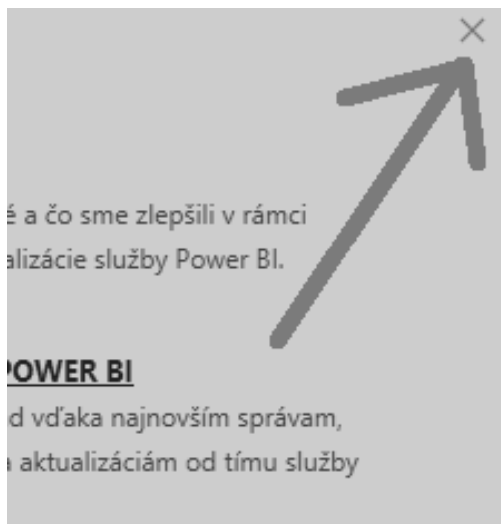 é a čo sme zlepšili v rámci
alizácie služby Power BI.
POWER BI
d vďaka najnovším správam,
a aktualizáciám od tímu služby